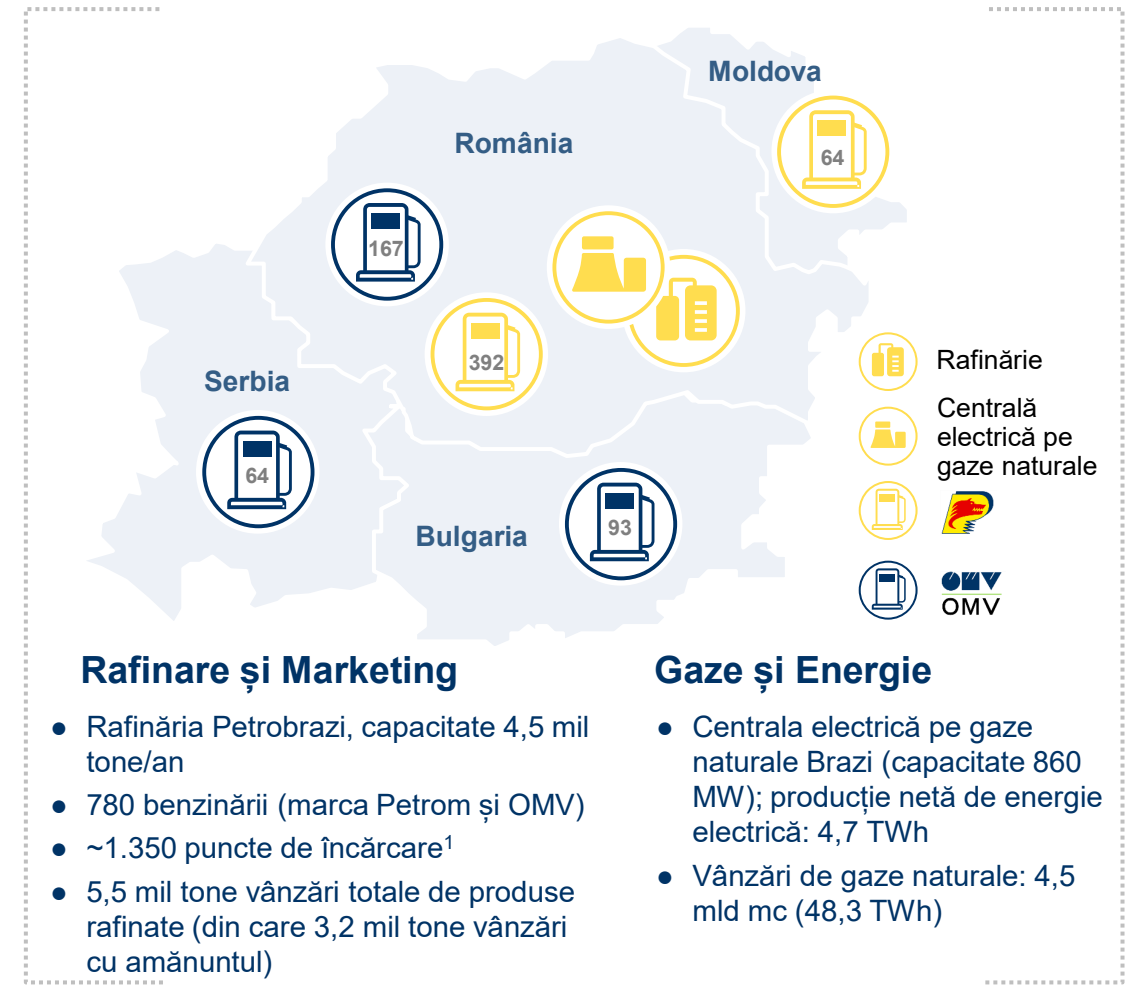 Moldova
64
România
167
392
Serbia
64
Bulgaria
93
Rafinărie
Centrală
electrică pe
gaze naturale
OMV
OMV
Rafinare și Marketing
● Rafinăria Petrobrazi, capacitate 4,5 mil
tone/an
● 780 benzinării (marca Petrom și OMV)
● ~1.350 puncte de încărcare¹
● 5,5 mil tone vânzări totale de produse
rafinate (din care 3,2 mil tone vânzări
cu amănuntul)
Gaze și Energie
● Centrala electrică pe gaze
naturale Brazi (capacitate 860
MW); producție netă de energie
electrică: 4,7 TWh
● Vânzări de gaze naturale: 4,5
mld mc (48,3 TWh)